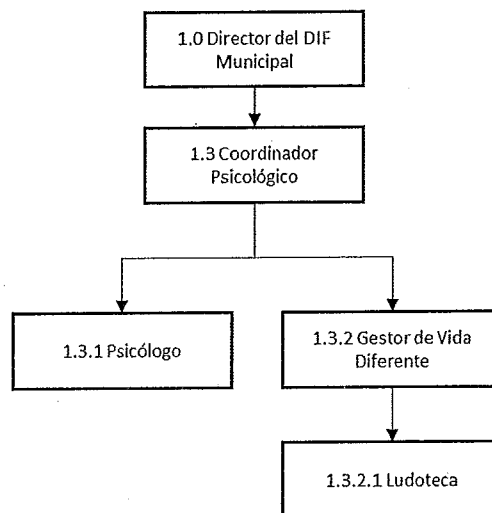 1.0 Director del DIF
Municipal
1.3 Coordinador
Psicológico
1.3.1 Psicólogo
1.3.2 Gestor de Vida
Diferente
1.3.2.1 Ludoteca